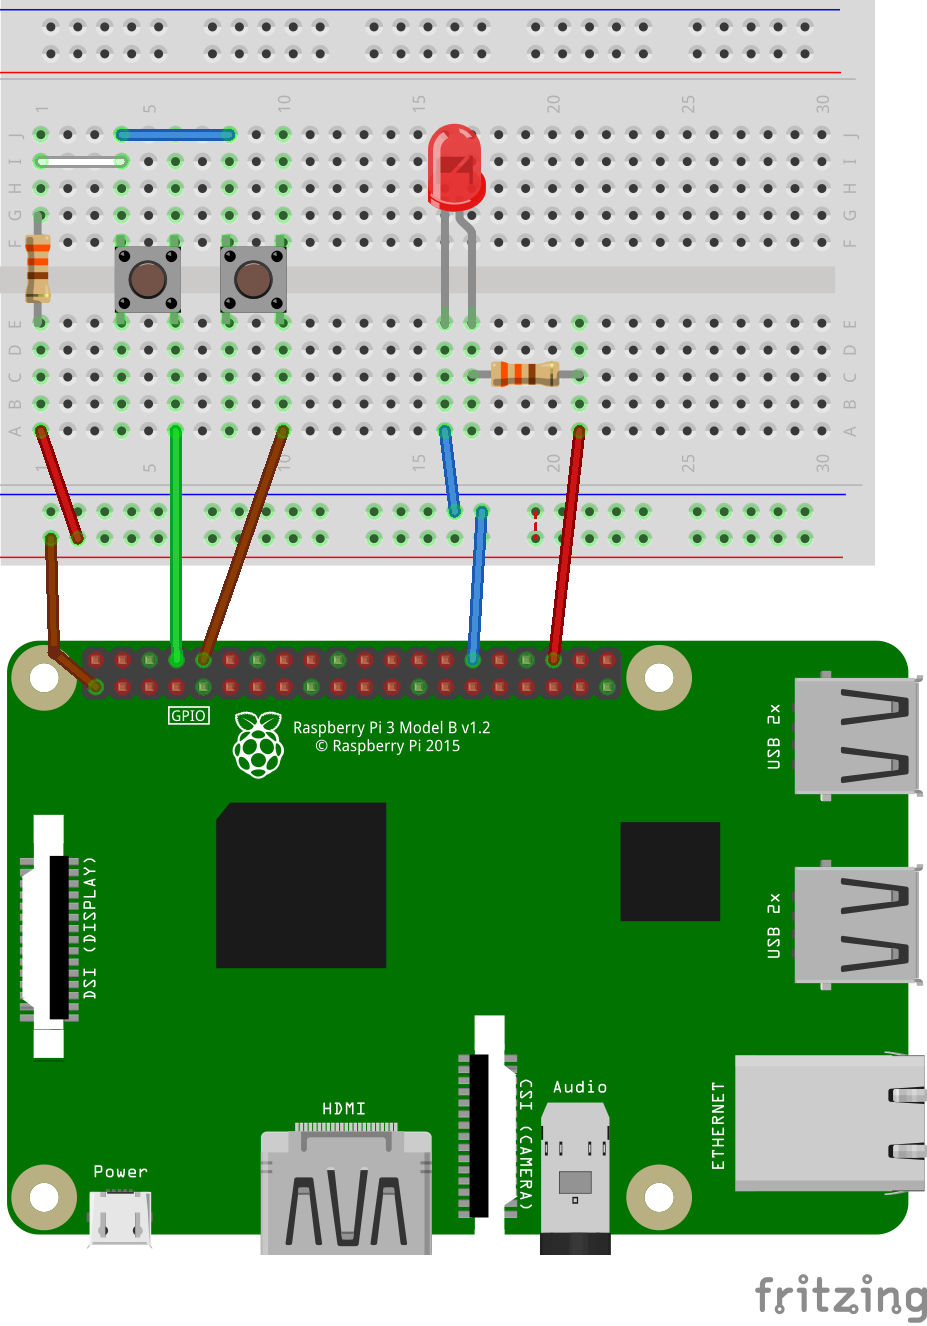 1 5 10 15 20 25 30
J J
I I
H H
G G
F F
E E
D D
C C
B B
A A
1 5 10 15 20 25 30
GPIO
Raspberry Pi 3 Model B v1.2
© Raspberry Pi 2015
USB 2x
DSI (DISPLAY)
USB 2x
HDMI
CSI (CAMERA)
Audio
ETHERNET
Power
fritzing